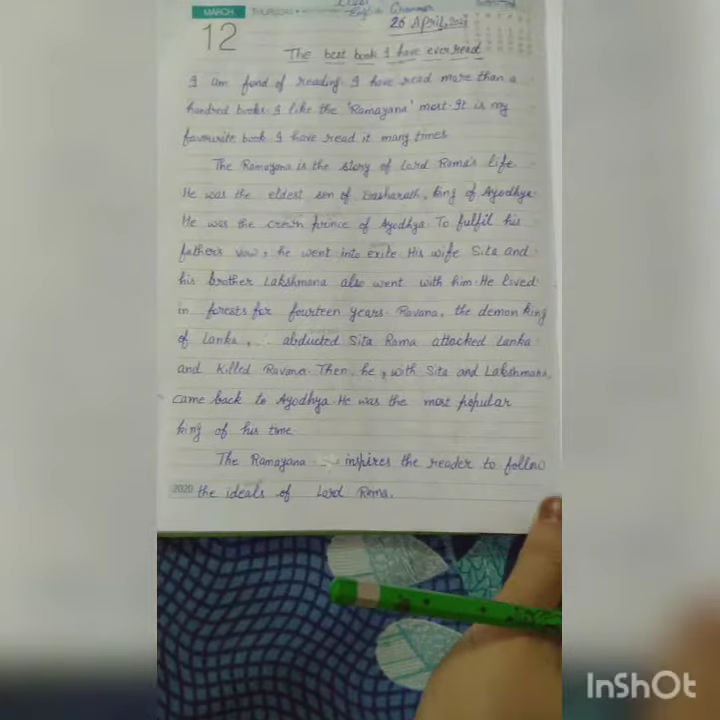 MARCH THURSDAY
12
English Grammar
26 April, 2021
The best book I have ever read
I am fond of reading. I have read more than a
hundred books. I like the 'Ramayana' most. It is my
favourite book. I have read it many times.
The Ramayana is the story of Lord Rama's life.
He was the eldest son of Dasharath, king of Ayodhya.
He was the crown prince of Ayodhya. To fulfil his
father's vow, he went into exile. His wife Sita and
his brother Lakshmana also went with him. He lived
in forests for fourteen years. Ravana, the demon king
of Lanka, abducted Sita. Rama attacked Lanka
and killed Ravana. Then, he, with Sita and Lakshmana,
came back to Ayodhya. He was the most popular
king of his time.
The Ramayana inspires the reader to follow
2020 the ideals of Lord Rama.
InShOt